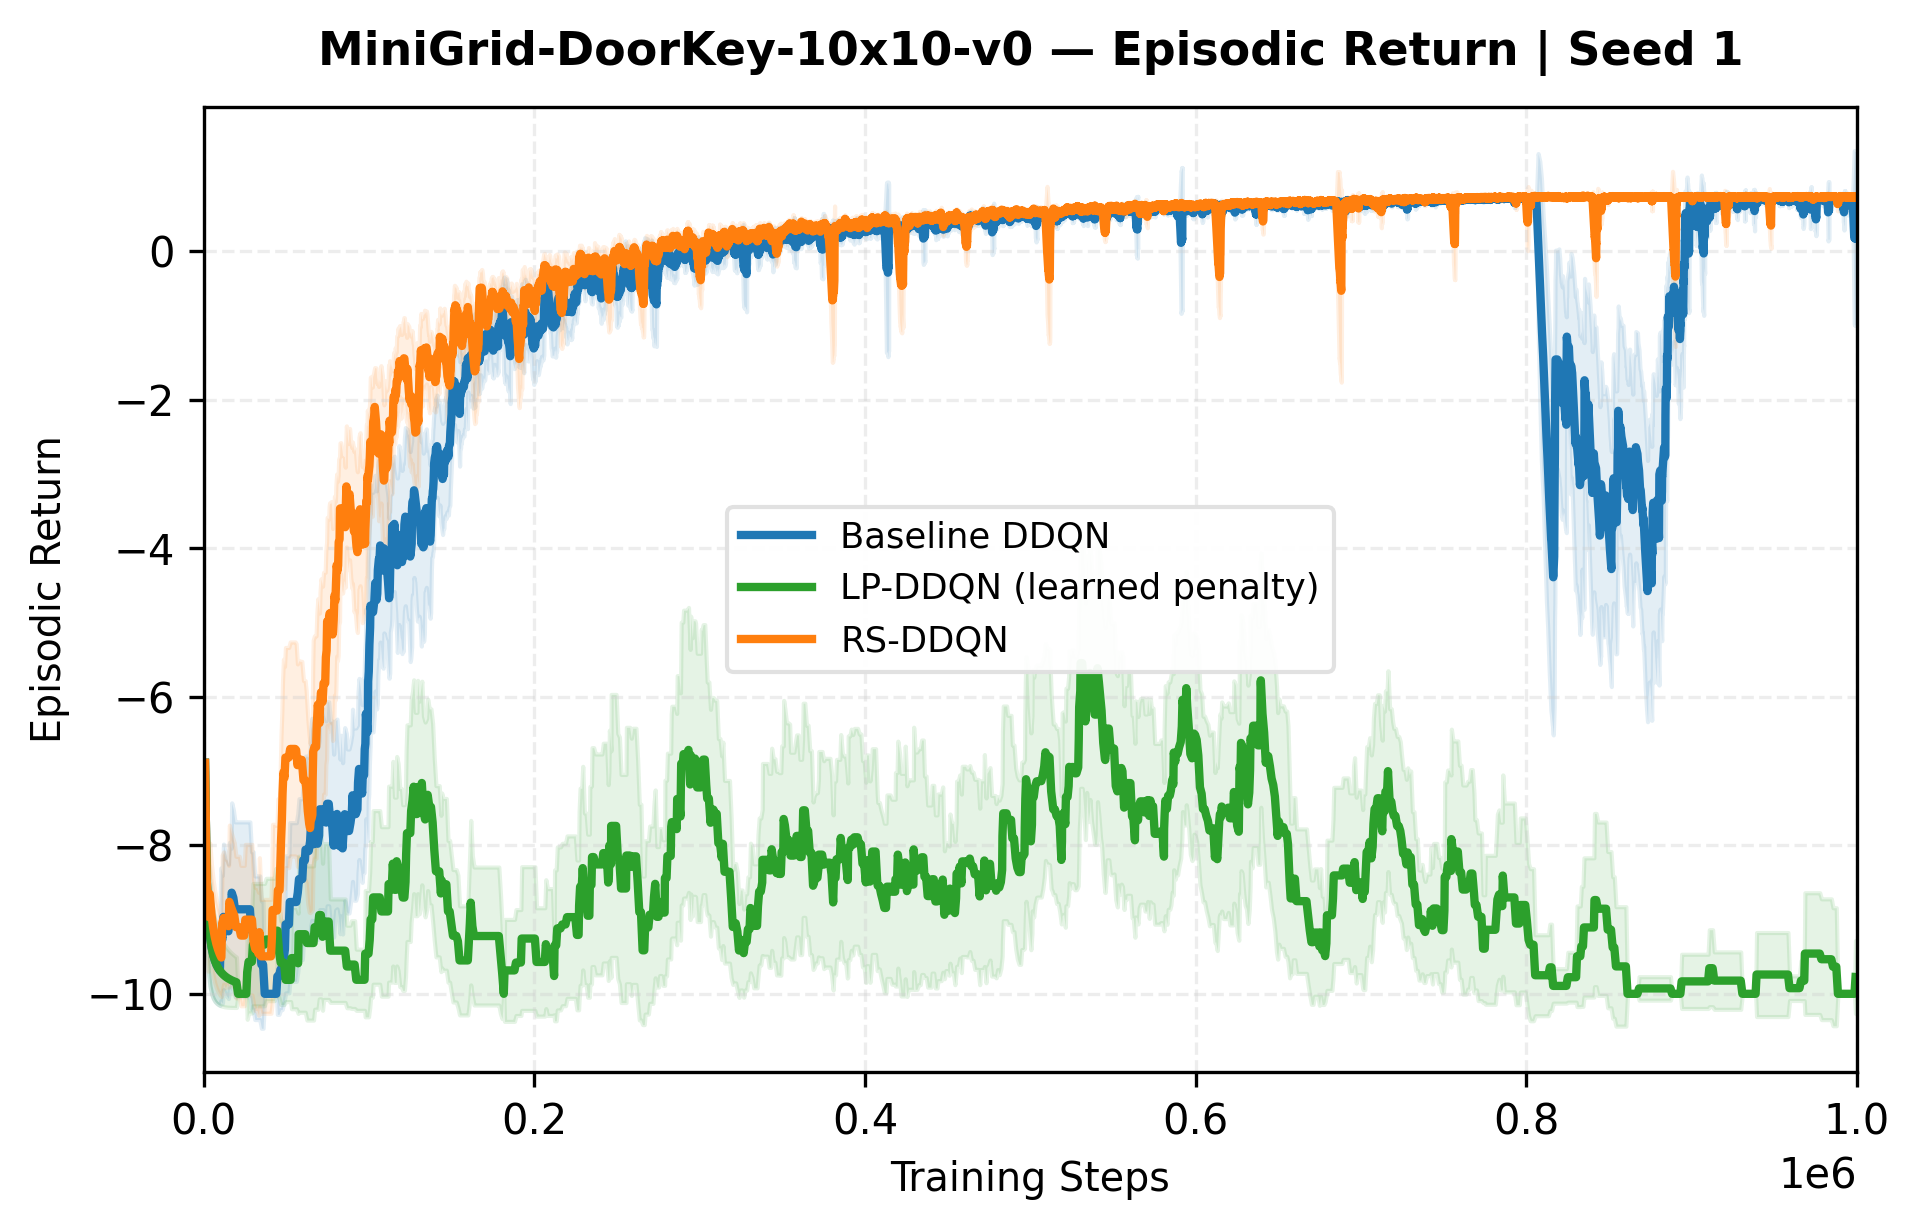 MiniGrid-DoorKey-10x10-v0 — Episodic Return | Seed 1
Episodic Return
0
−2
−4
−6
−8
−10
Baseline DDQN
LP-DDQN (learned penalty)
RS-DDQN
0.0 0.2 0.4 0.6 0.8 1.0
Training Steps
1e6